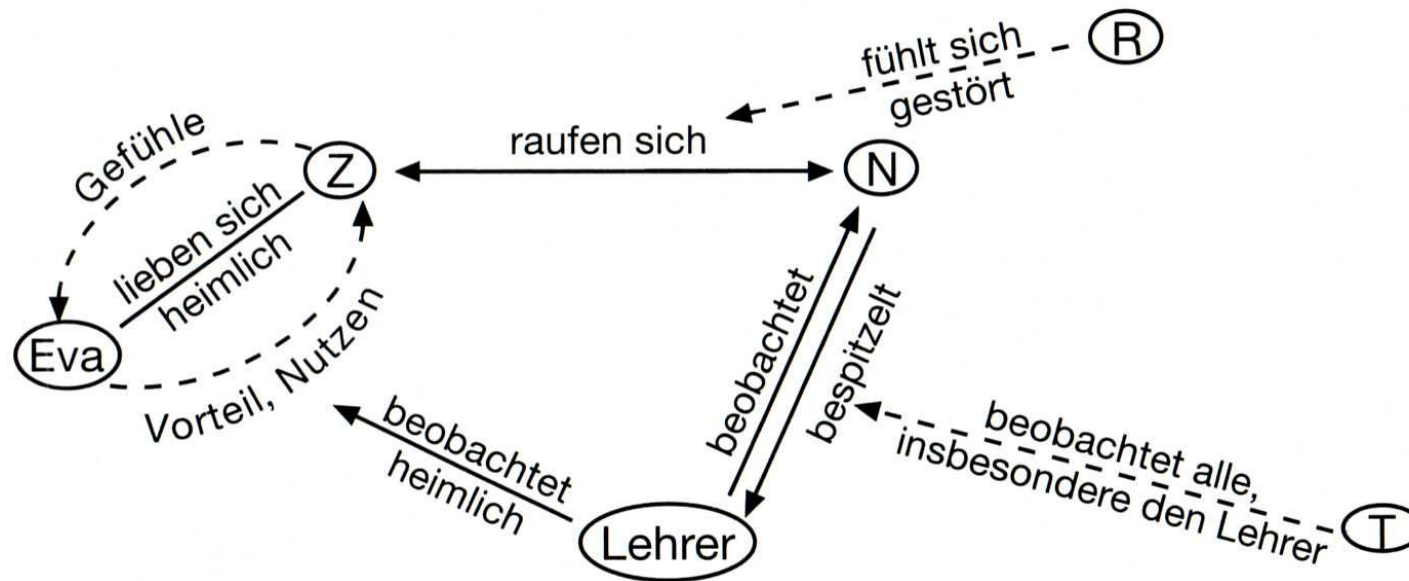 R
fühlt sich
gestört
Gefühle
Z
raufen sich
N
lieben sich
heimlich
Eva
Vorteil, Nutzen
beobachtet
heimlich
beobachtet
bespitzelt
Lehrer
beobachtet alle,
insbesondere den Lehrer
T